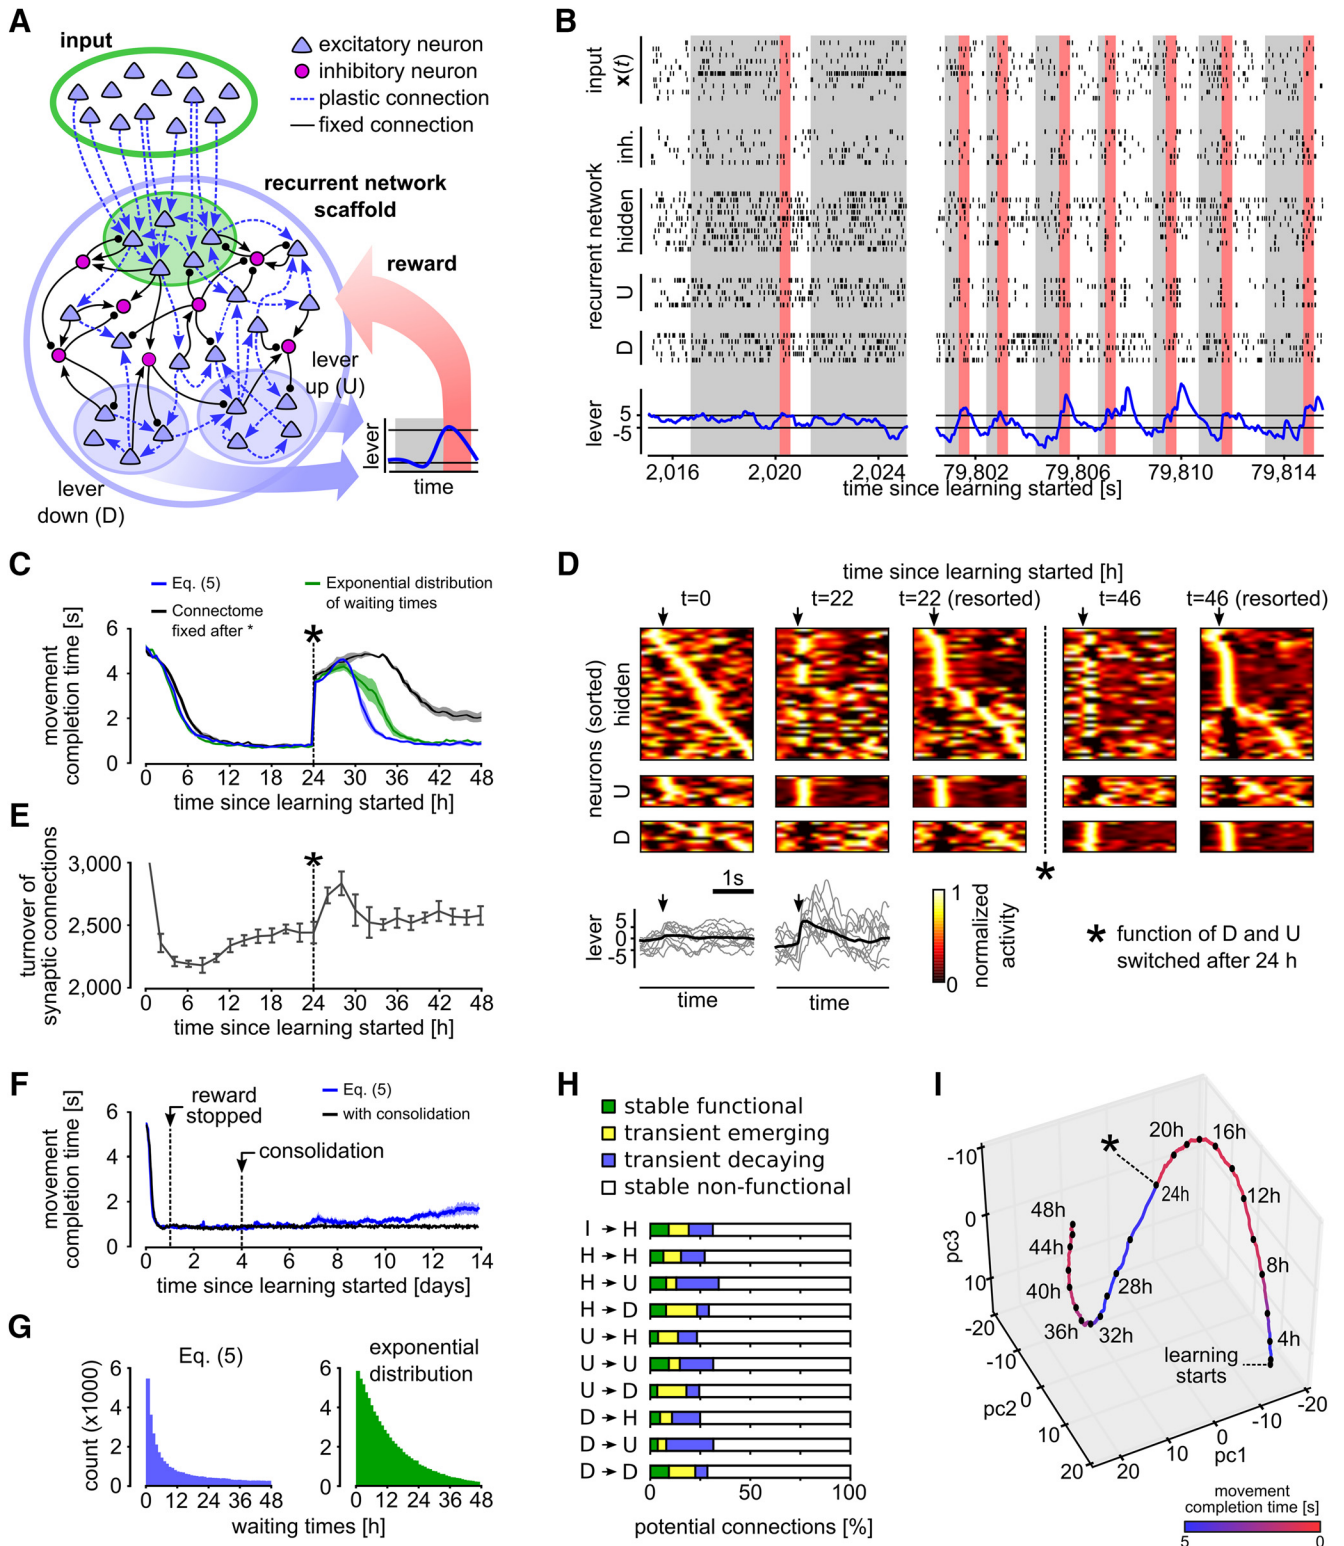 A
input
excitatory neuron
inhibitory neuron
plastic connection
fixed connection
recurrent network
scaffold
reward
lever
up (U)
lever
down (D)
lever
time
B
input
x(t)
inh.
hidden
U
D
recurrent network
lever
5
-5
2,016 2,020 2,024 79,802 79,806 79,810 79,814
time since learning started [s]
C
Eq. (5)
Connectome
fixed after *
Exponential distribution
of waiting times
movement
completion time [s]
6
4
2
0
*
0 6 12 18 24 30 36 42 48
time since learning started [h]
D
time since learning started [h]
t=0 t=22 t=22 (resorted) t=46 t=46 (resorted)
neurons (sorted)
hidden
U
D
*
1s
lever
5
0
-5
time time
1
0
normalized
activity
* function of D and U
switched after 24 h
E
turnover of
synaptic connections
3,000
2,500
2,000
*
0 6 12 18 24 30 36 42 48
time since learning started [h]
F
movement
completion time [s]
6
4
2
0
reward
stopped
consolidation
Eq. (5)
with consolidation
0 2 4 6 8 10 12 14
time since learning started [days]
G
Eq. (5)
exponential
distribution
count (x1000)
6
4
2
0
6
4
2
0
0 12 24 36 48 0 12 24 36 48
waiting times [h]
H
stable functional
transient emerging
transient decaying
stable non-functional
I → H
H → H
H → U
H → D
U → H
U → U
U → D
D → H
D → U
D → D
0 50 100
potential connections [%]
I
*
20h 16h
24h 12h
48h
44h
40h
36h 32h
28h
8h
4h
learning
starts
pc3
-10
0
10
-20
-10
pc2 0
10
20
20
10
0
-10
-20
pc1
movement
completion time [s]
5 0